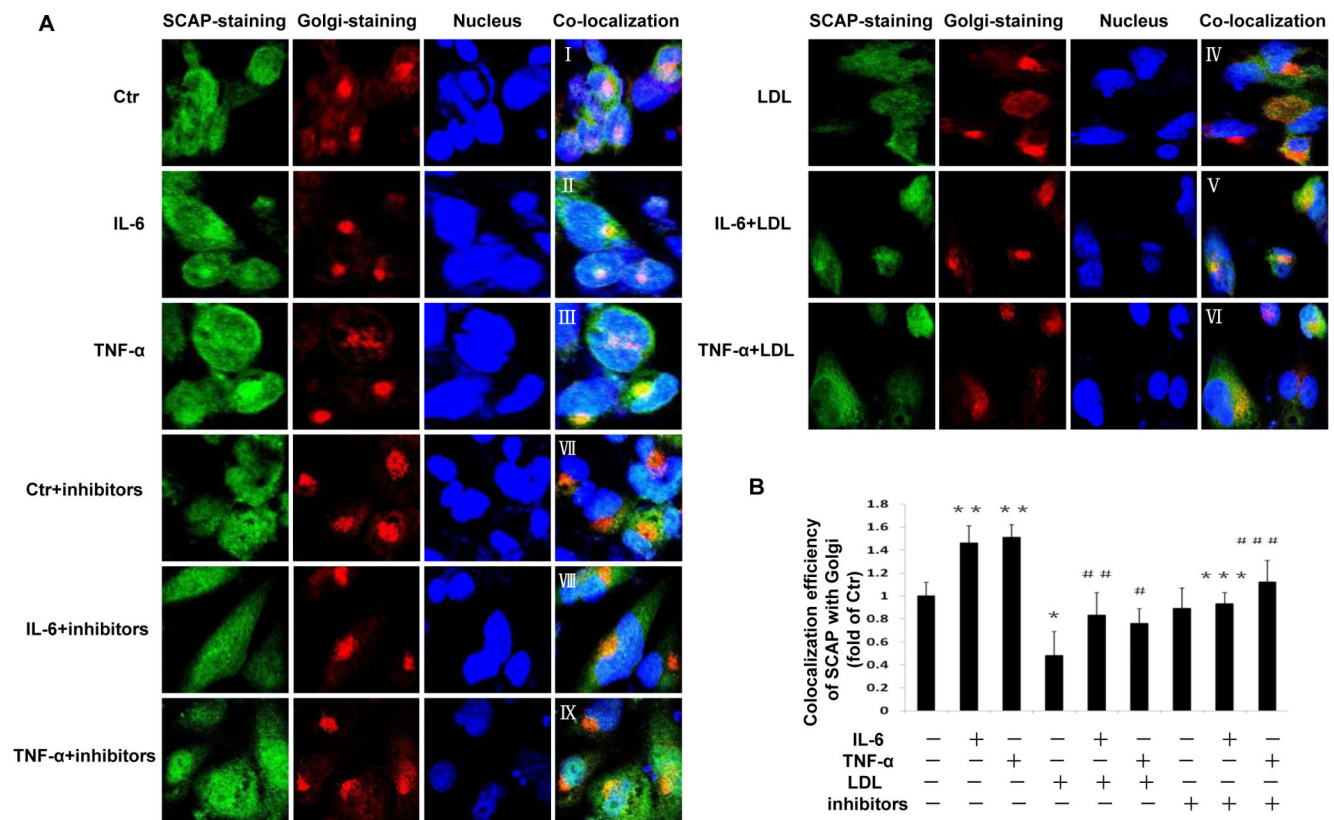 A
SCAP-staining Golgi-staining Nucleus Co-localization
Ctr
Ⅰ
IL-6
Ⅱ
TNF-α
Ⅲ
Ctr+inhibitors
Ⅶ
IL-6+inhibitors
Ⅷ
TNF-α+inhibitors
Ⅸ
SCAP-staining Golgi-staining Nucleus Co-localization
LDL
Ⅳ
IL-6+LDL
Ⅴ
TNF-α+LDL
Ⅵ
B
Colocalization efficiency
of SCAP with Golgi
(fold of Ctr)
1.8
1.6
1.4
1.2
1
0.8
0.6
0.4
0.2
0
* *
* *
*
# #
#
* * *
# # #
IL-6 − + − − + − − + −
TNF-α − − + − − + − − +
LDL − − − + + + − − −
inhibitors − − − − − − + + +